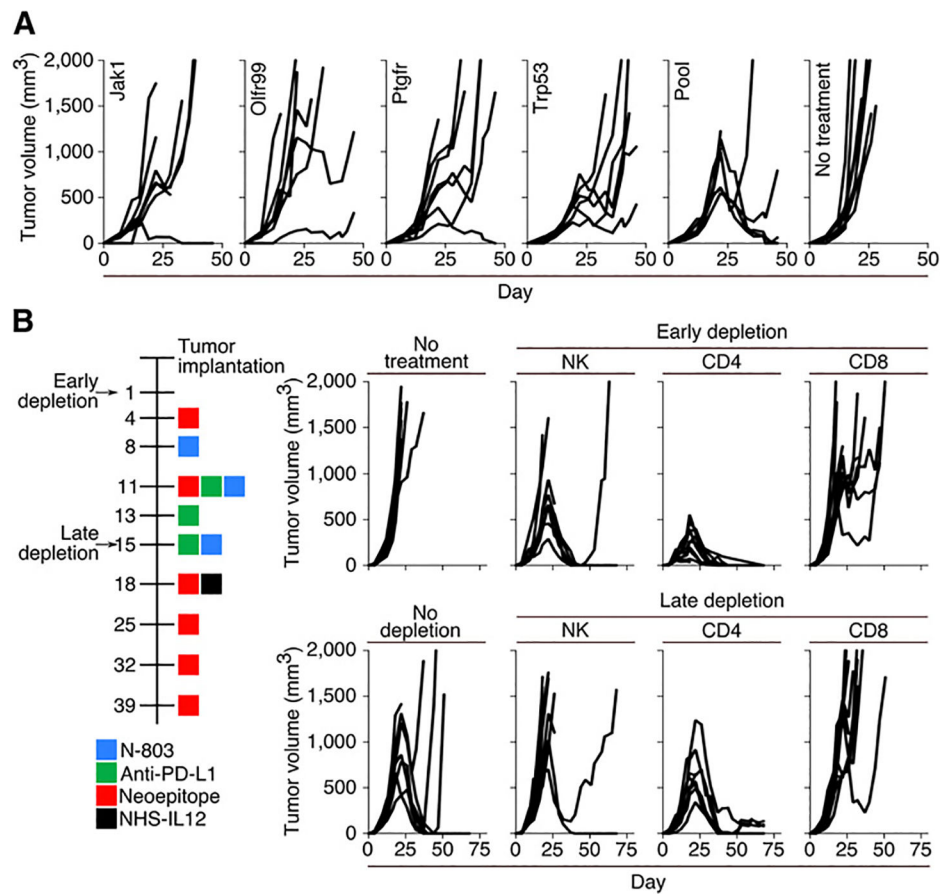 A
Tumor volume (mm3)
2,000
1,500
1,000
500
0
Jak1
Olfr99
Ptgfr
Trp53
Pool
No treatment
0 25 50 0 25 50 0 25 50 0 25 50 0 25 50 0 25 50
Day
B
Tumor
implantation
Early
depletion
1
4
8
11
13
Late
depletion
15
18
25
32
39
N-803
Anti-PD-L1
Neoepitope
NHS-IL12
No
treatment
Early depletion
NK CD4 CD8
Tumor volume (mm3)
2,000
1,500
1,000
500
0
No
depletion
Late depletion
NK CD4 CD8
Tumor volume (mm3)
2,000
1,500
1,000
500
0
0 25 50 75 0 25 50 75 0 25 50 75 0 25 50 75
Day